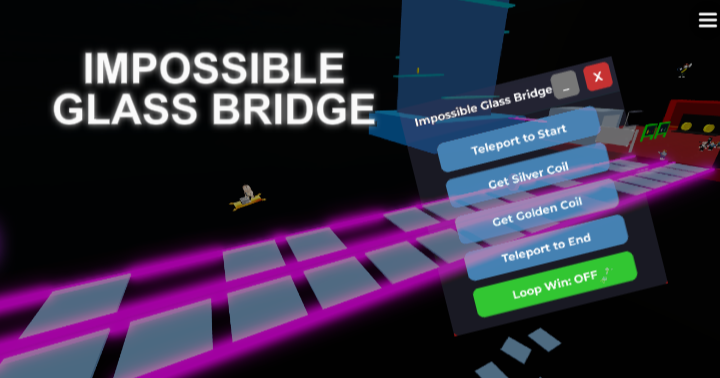 IMPOSSIBLE
GLASS BRIDGE
Impossible Glass Bridge
_
X
Teleport to Start
Get Silver Coil
Get Golden Coil
Teleport to End
Loop Win: OFF